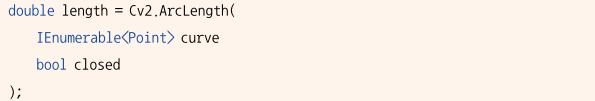 double length = Cv2.ArcLength(
    IEnumerable<Point> curve
    bool closed
);